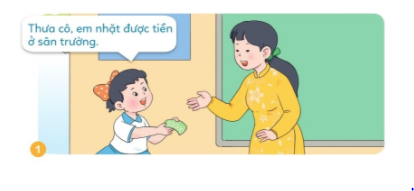 Thưa cô, em nhặt được tiền
ở sân trường.
1